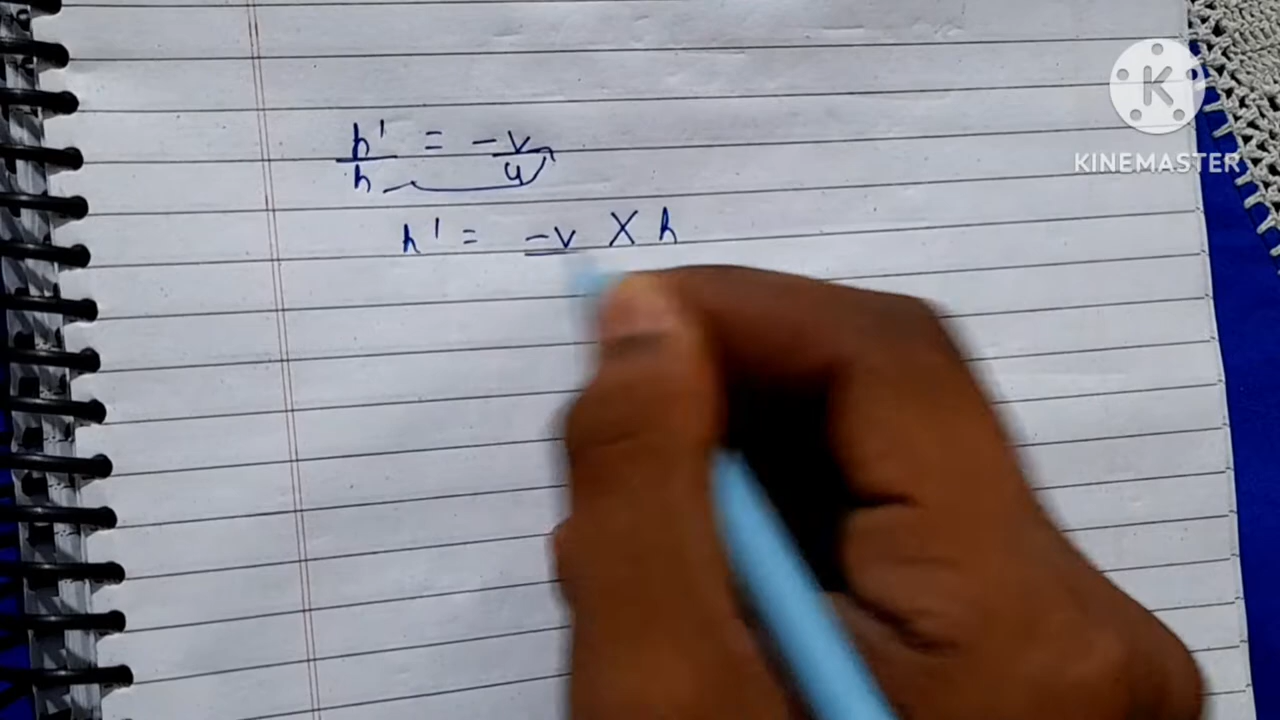 h' = -v
h u
h' = -v X h
K
KINEMASTER